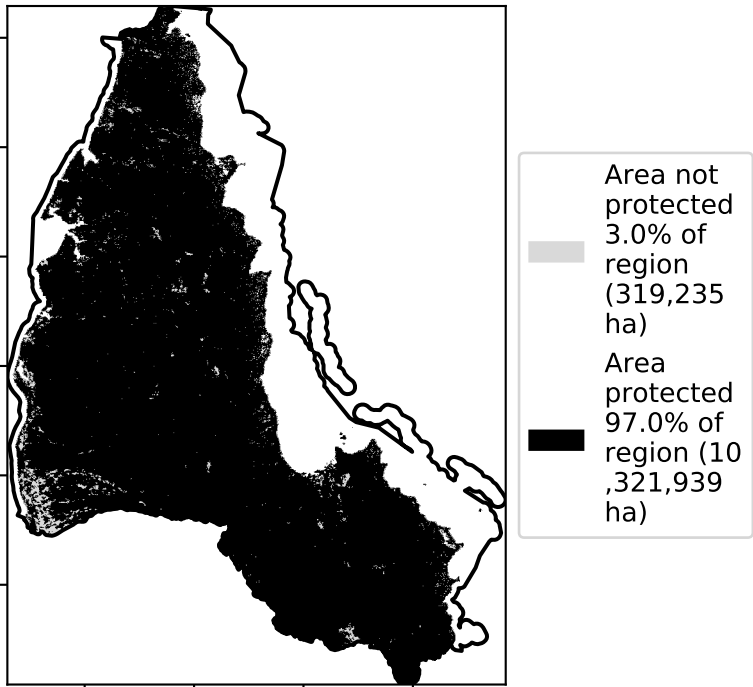 Area not
protected
3.0% of
region
(319,235
ha)
Area
protected
97.0% of
region (10
,321,939
ha)